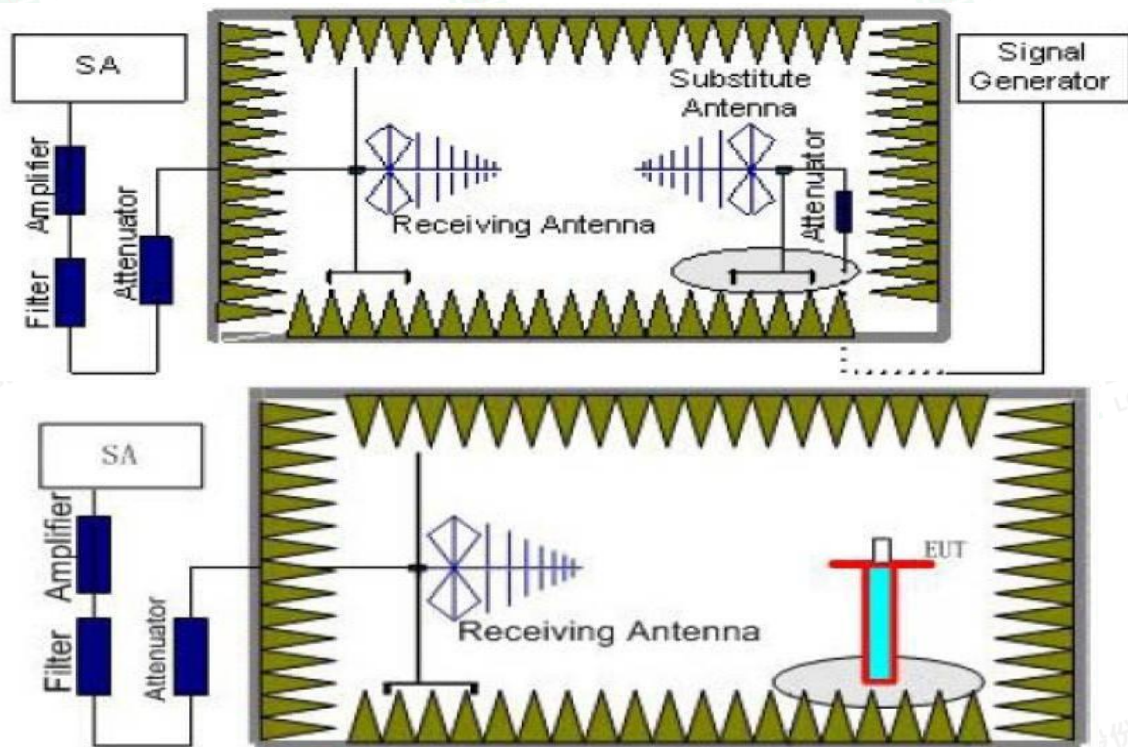 SA
Amplifier
Filter
Attenuator
Receiving Antenna
Substitute
Antenna
Attenuator
Signal
Generator
SA
Amplifier
Filter
Attenuator
Receiving Antenna
EUT